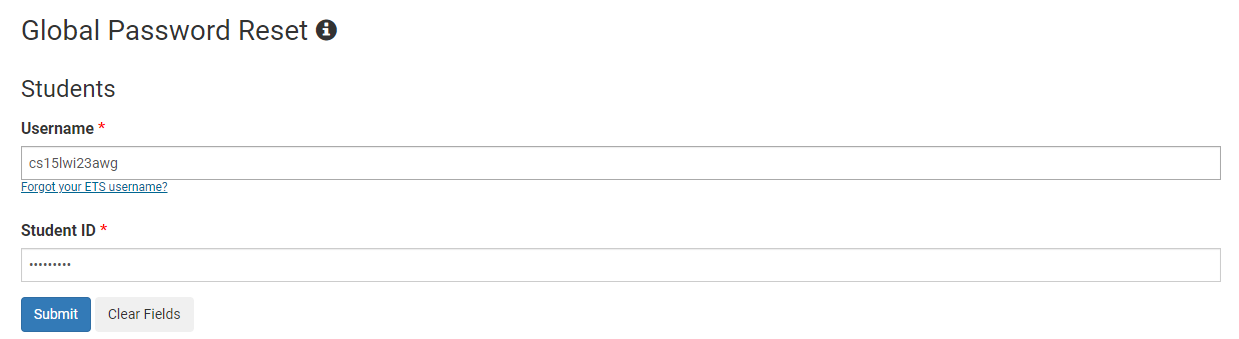 Global Password Reset
Students
Username *
cs15lwi23awg
Forgot your ETS username?
Student ID *
•••••••••
Submit Clear Fields